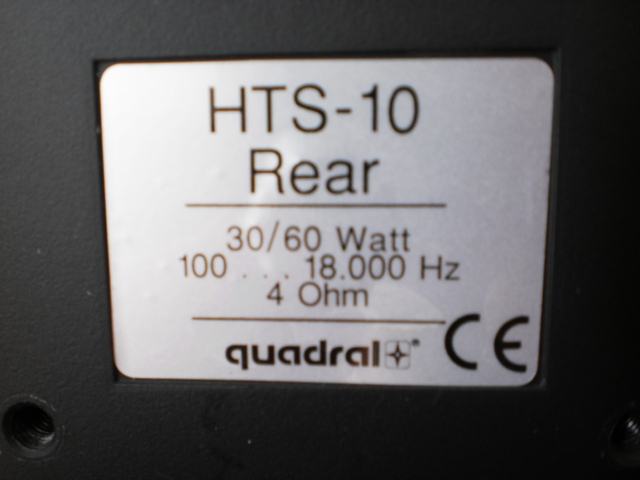 HTS-10
Rear
30/60 Watt
100 . . . 18.000 Hz
4 Ohm
quadral®
CE